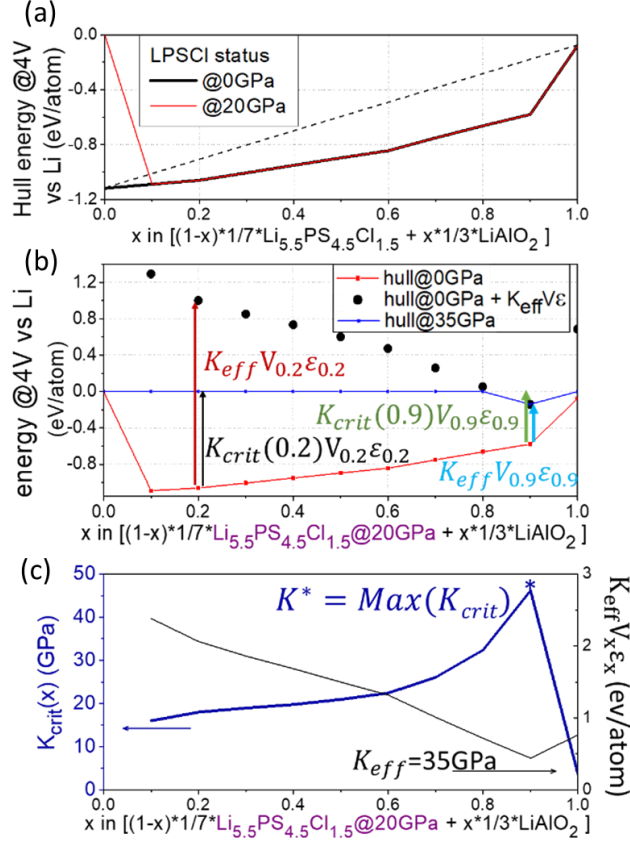 (a)
0.0
-0.4
-0.8
-1.2
Hull energy @4V
vs Li (eV/atom)
LPSCI status
@0GPa
@20GPa
0.0 0.2 0.4 0.6 0.8 1.0
x in [(1-x)*1/7*Li5.5PS4.5Cl1.5 + x*1/3*LiAlO2 ]
(b)
1.2
0.8
0.4
0.0
-0.4
-0.8
energy @4V vs Li
(eV/atom)
hull@0GPa
hull@0GPa + KeffVε
hull@35GPa
KeffV0.2ε0.2
Kcrit(0.2)V0.2ε0.2
Kcrit(0.9)V0.9ε0.9
KeffV0.9ε0.9
0.0 0.2 0.4 0.6 0.8 1.0
x in [(1-x)*1/7*Li5.5PS4.5Cl1.5@20GPa + x*1/3*LiAlO2 ]
(c)
50
40
30
20
10
0
Kcrit(x) (GPa)
K* = Max(Kcrit)
*
Keff=35GPa
3
2
1
0
KeffVxεx (ev/atom)
0.0 0.2 0.4 0.6 0.8 1.0
x in [(1-x)*1/7*Li5.5PS4.5Cl1.5@20GPa + x*1/3*LiAlO2 ]